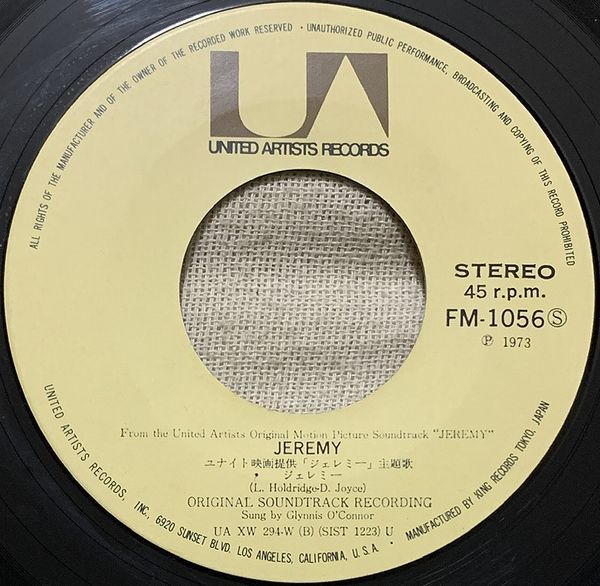 ALL RIGHTS OF THE MANUFACTURER AND OF THE OWNER OF THE RECORDED WORK RESERVED · UNAUTHORIZED PUBLIC PERFORMANCE, BROADCASTING AND COPYING OF THIS RECORD PROHIBITED
UA
UNITED ARTISTS RECORDS
STEREO
45 r.p.m.
FM-1056 Ⓢ
Ⓟ 1973
From the United Artists Original Motion Picture Soundtrack "JEREMY"
JEREMY
ユナイト映画提供「ジェレミー」主題歌
・ ジェレミー
(L. Holdridge-D. Joyce)
ORIGINAL SOUNDTRACK RECORDING
Sung by Glynnis O'Connor
UA XW 294-W (B) (SIST 1223) U
UNITED ARTISTS RECORDS, INC., 6920 SUNSET BLVD. LOS ANGELES, CALIFORNIA, U.S.A. · MANUFACTURED BY KING RECORDS TOKYO, JAPAN